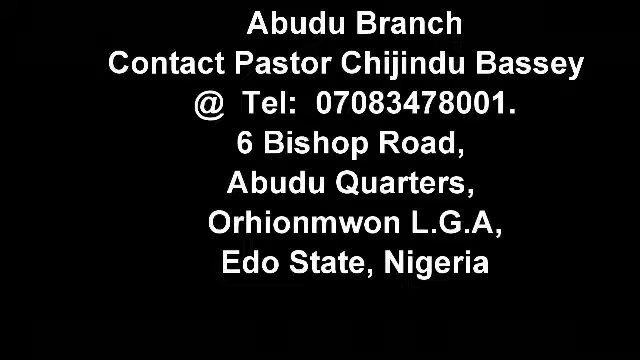 Abudu Branch
Contact Pastor Chijindu Bassey
@ Tel: 07083478001.
6 Bishop Road,
Abudu Quarters,
Orhionmwon L.G.A,
Edo State, Nigeria